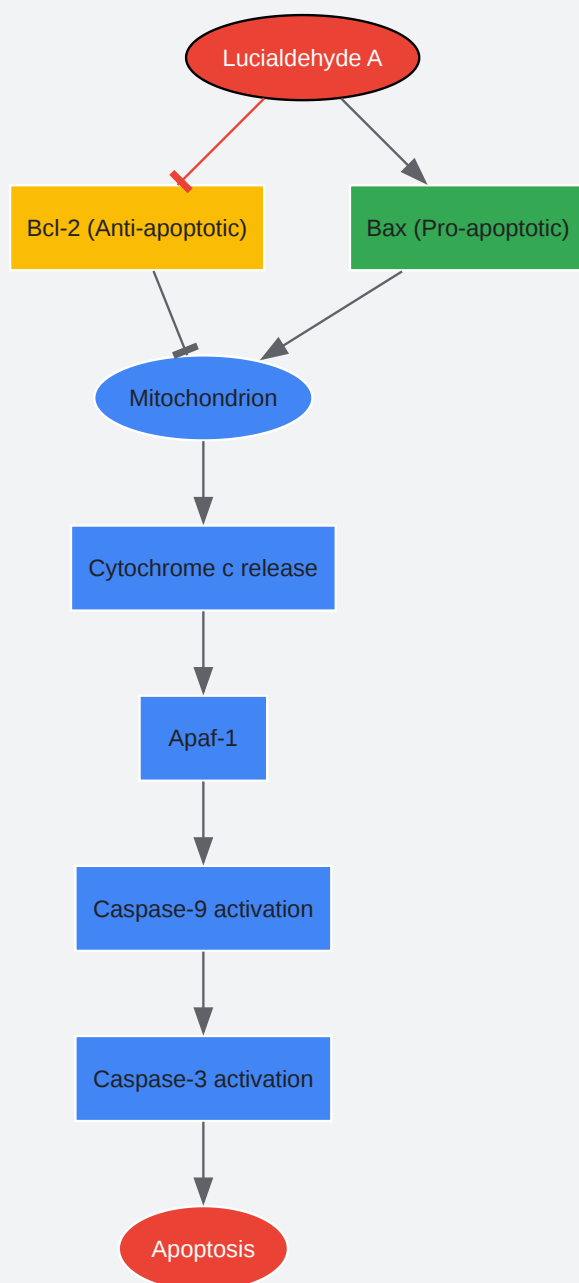 Lucialdehyde A
Bcl-2 (Anti-apoptotic)
Bax (Pro-apoptotic)
Mitochondrion
Cytochrome c release
Apaf-1
Caspase-9 activation
Caspase-3 activation
Apoptosis